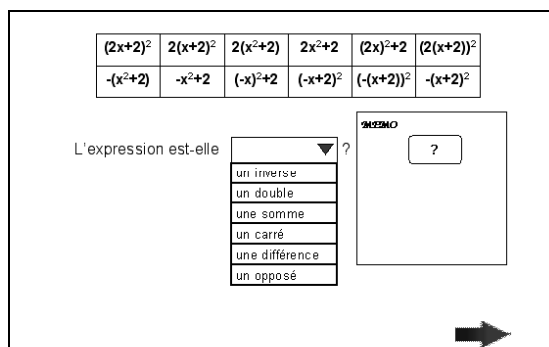 (2x+2)² 2(x+2)² 2(x²+2) 2x²+2 (2x)²+2 (2(x+2))²
-(x²+2) -x²+2 (-x)²+2 (-x+2)² (-(x+2))² -(x+2)²
MEMO
?
L'expression est-elle ?
un inverse
un double
une somme
un carré
une différence
un opposé